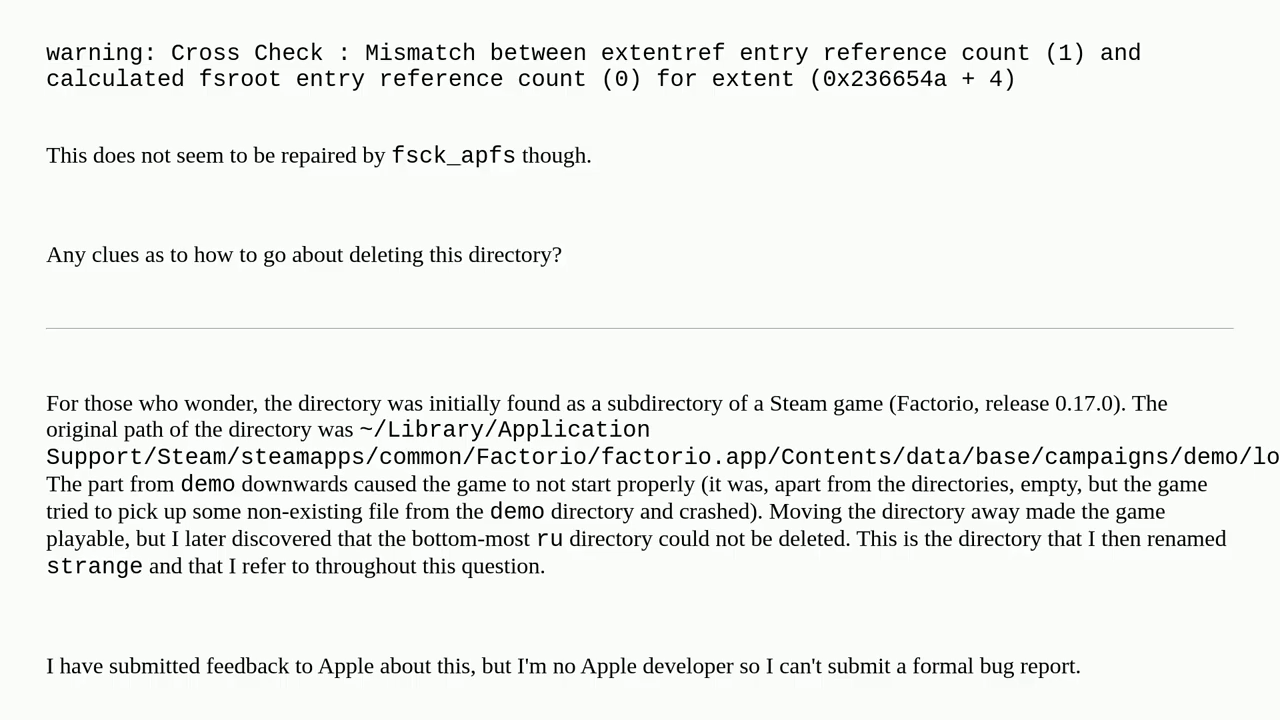 warning: Cross Check : Mismatch between extentref entry reference count (1) and
calculated fsroot entry reference count (0) for extent (0x236654a + 4)
This does not seem to be repaired by fsck_apfs though.
Any clues as to how to go about deleting this directory?
For those who wonder, the directory was initially found as a subdirectory of a Steam game (Factorio, release 0.17.0). The
original path of the directory was ~/Library/Application
Support/Steam/steamapps/common/Factorio/factorio.app/Contents/data/base/campaigns/demo/lo
The part from demo downwards caused the game to not start properly (it was, apart from the directories, empty, but the game
tried to pick up some non-existing file from the demo directory and crashed). Moving the directory away made the game
playable, but I later discovered that the bottom-most ru directory could not be deleted. This is the directory that I then renamed
strange and that I refer to throughout this question.
I have submitted feedback to Apple about this, but I'm no Apple developer so I can't submit a formal bug report.